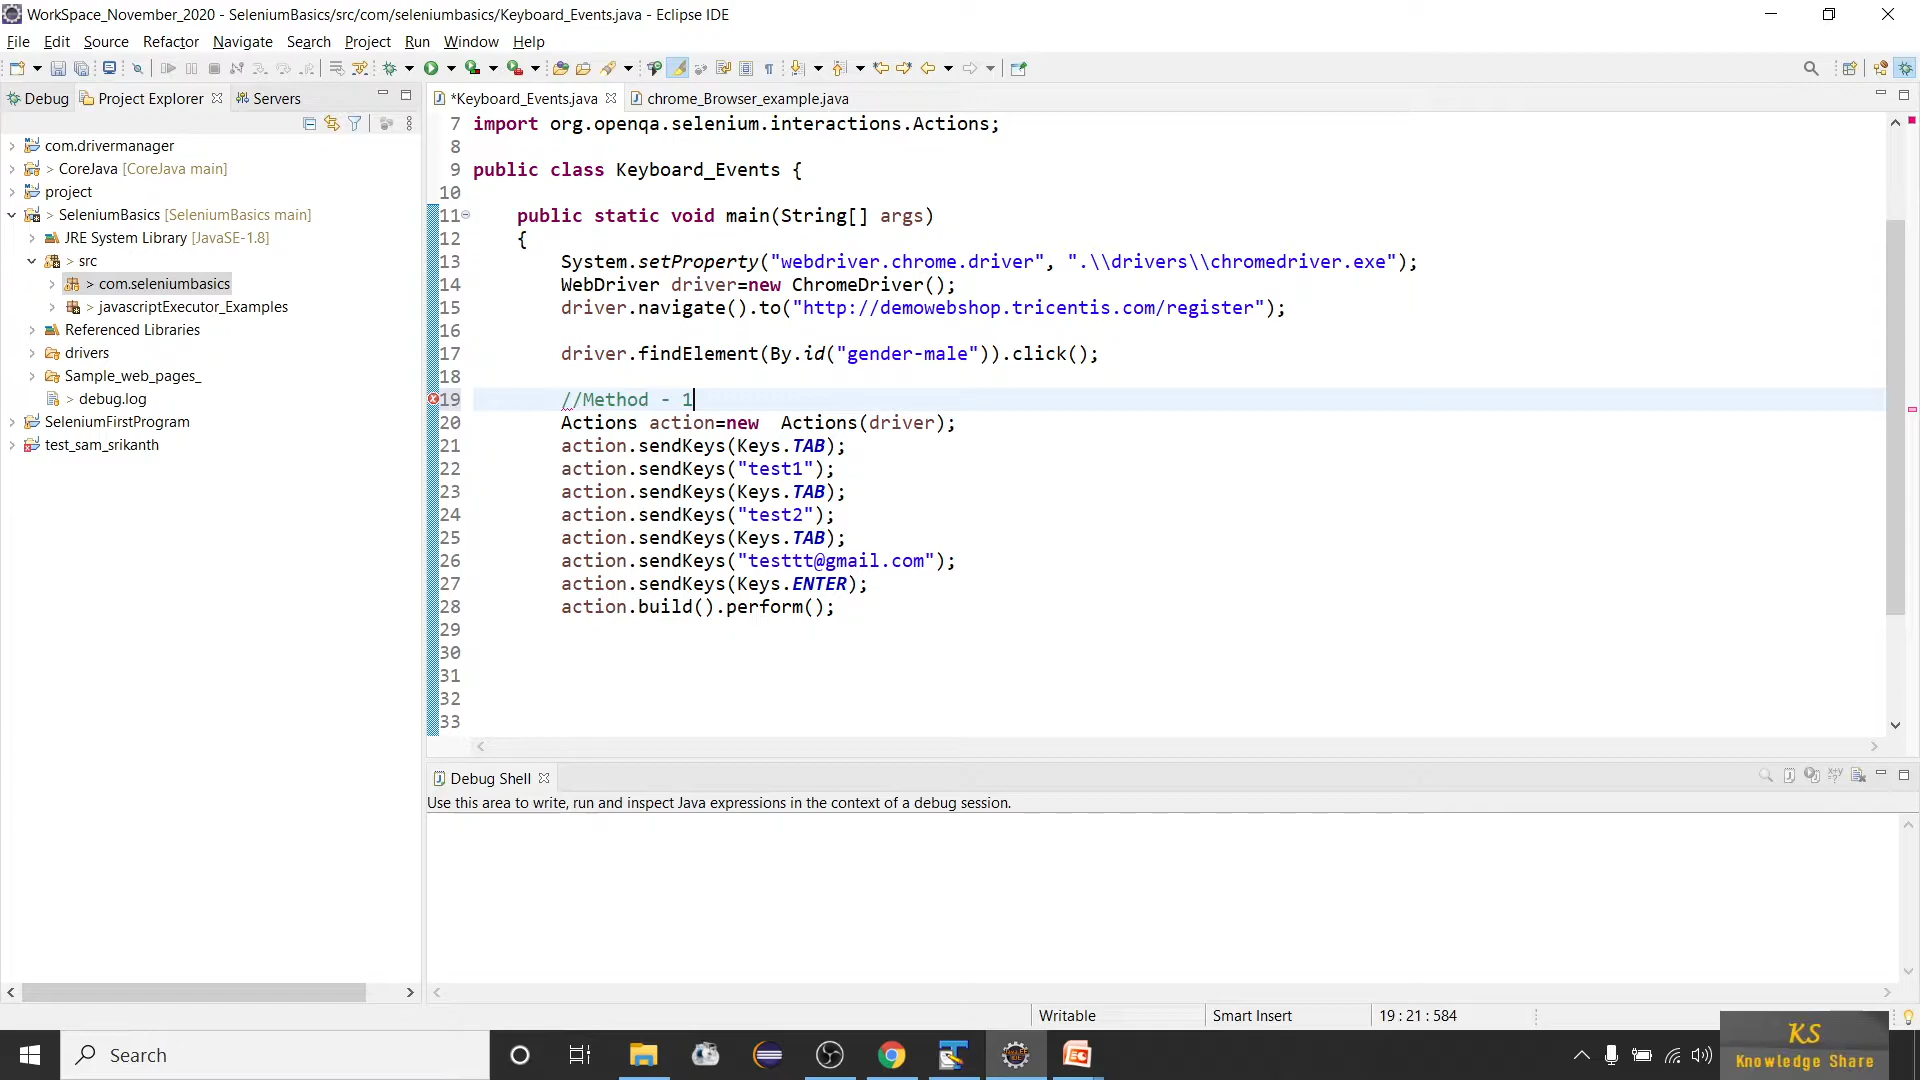 WorkSpace_November_2020 - SeleniumBasics/src/com/seleniumbasics/Keyboard_Events.java - Eclipse IDE
File Edit Source Refactor Navigate Search Project Run Window Help
Debug Project Explorer Servers
com.drivermanager
> CoreJava [CoreJava main]
project
> SeleniumBasics [SeleniumBasics main]
JRE System Library [JavaSE-1.8]
> src
> com.seleniumbasics
> javascriptExecutor_Examples
Referenced Libraries
drivers
Sample_web_pages_
> debug.log
SeleniumFirstProgram
test_sam_srikanth
*Keyboard_Events.java chrome_Browser_example.java
7 import org.openqa.selenium.interactions.Actions;
8
9 public class Keyboard_Events {
10
11 public static void main(String[] args)
12 {
13 System.setProperty("webdriver.chrome.driver", ".\\drivers\\chromedriver.exe");
14 WebDriver driver=new ChromeDriver();
15 driver.navigate().to("http://demowebshop.tricentis.com/register");
16
17 driver.findElement(By.id("gender-male")).click();
18
19 //Method - 1
20 Actions action=new  Actions(driver);
21 action.sendKeys(Keys.TAB);
22 action.sendKeys("test1");
23 action.sendKeys(Keys.TAB);
24 action.sendKeys("test2");
25 action.sendKeys(Keys.TAB);
26 action.sendKeys("testtt@gmail.com");
27 action.sendKeys(Keys.ENTER);
28 action.build().perform();
29
30
31
32
33
Debug Shell
Use this area to write, run and inspect Java expressions in the context of a debug session.
Writable Smart Insert 19 : 21 : 584
Search
KS
Knowledge Share